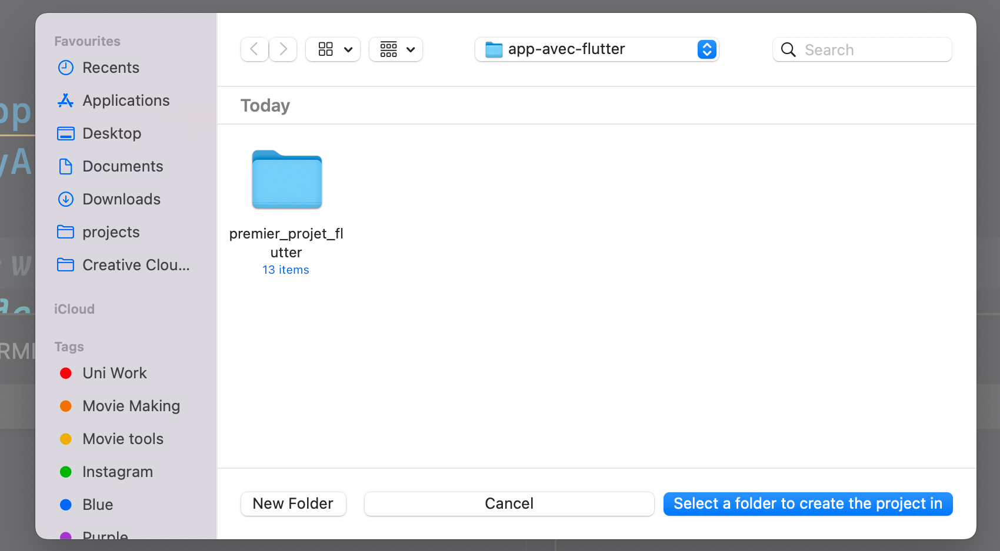 Favourites
Recents
Applications
Desktop
Documents
Downloads
projects
Creative Clou...
iCloud
Tags
Uni Work
Movie Making
Movie tools
Instagram
Blue
Purple
app-avec-flutter
Search
Today
premier_projet_fl
utter
13 items
New Folder
Cancel
Select a folder to create the project in